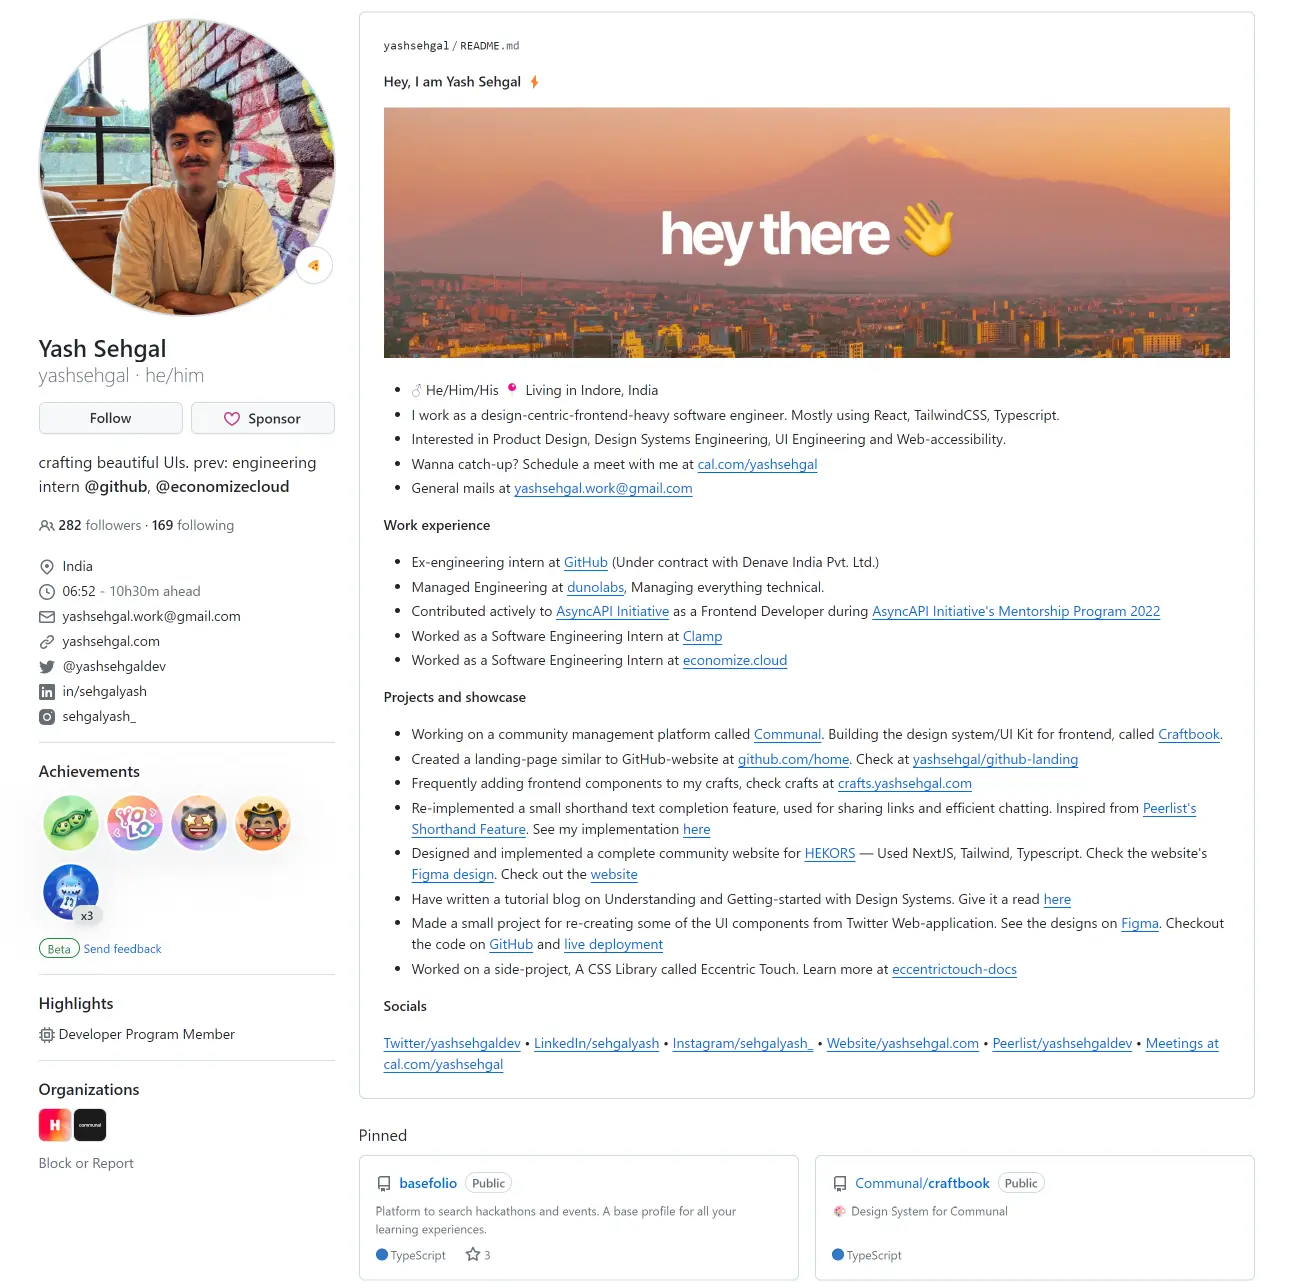 Yash Sehgal
yashsehgal · he/him
Follow
Sponsor
crafting beautiful UIs. prev: engineering
intern @github, @economizecloud
282 followers · 169 following
India
06:52 - 10h30m ahead
yashsehgal.work@gmail.com
yashsehgal.com
@yashsehgaldev
in/sehgalyash
sehgalyash_
Achievements
YOLO
x3
Beta Send feedback
Highlights
Developer Program Member
Organizations
H
communal
Block or Report
yashsehgal/README.md
Hey, I am Yash Sehgal
hey there
He/Him/His Living in Indore, India
I work as a design-centric-frontend-heavy software engineer. Mostly using React, TailwindCSS, Typescript.
Interested in Product Design, Design Systems Engineering, UI Engineering and Web-accessibility.
Wanna catch-up? Schedule a meet with me at cal.com/yashsehgal
General mails at yashsehgal.work@gmail.com
Work experience
Ex-engineering intern at GitHub (Under contract with Denave India Pvt. Ltd.)
Managed Engineering at dunolabs, Managing everything technical.
Contributed actively to AsyncAPI Initiative as a Frontend Developer during AsyncAPI Initiative's Mentorship Program 2022
Worked as a Software Engineering Intern at Clamp
Worked as a Software Engineering Intern at economize.cloud
Projects and showcase
Working on a community management platform called Communal. Building the design system/UI Kit for frontend, called Craftbook.
Created a landing-page similar to GitHub-website at github.com/home. Check at yashsehgal/github-landing
Frequently adding frontend components to my crafts, check crafts at crafts.yashsehgal.com
Re-implemented a small shorthand text completion feature, used for sharing links and efficient chatting. Inspired from Peerlist's
Shorthand Feature. See my implementation here
Designed and implemented a complete community website for HEKORS — Used NextJS, Tailwind, Typescript. Check the website's
Figma design. Check out the website
Have written a tutorial blog on Understanding and Getting-started with Design Systems. Give it a read here
Made a small project for re-creating some of the UI components from Twitter Web-application. See the designs on Figma. Checkout
the code on GitHub and live deployment
Worked on a side-project, A CSS Library called Eccentric Touch. Learn more at eccentrictouch-docs
Socials
Twitter/yashsehgaldev • LinkedIn/sehgalyash • Instagram/sehgalyash_ • Website/yashsehgal.com • Peerlist/yashsehgaldev • Meetings at
cal.com/yashsehgal
Pinned
basefolio Public
Platform to search hackathons and events. A base profile for all your
learning experiences.
TypeScript 3
Communal/craftbook Public
Design System for Communal
TypeScript